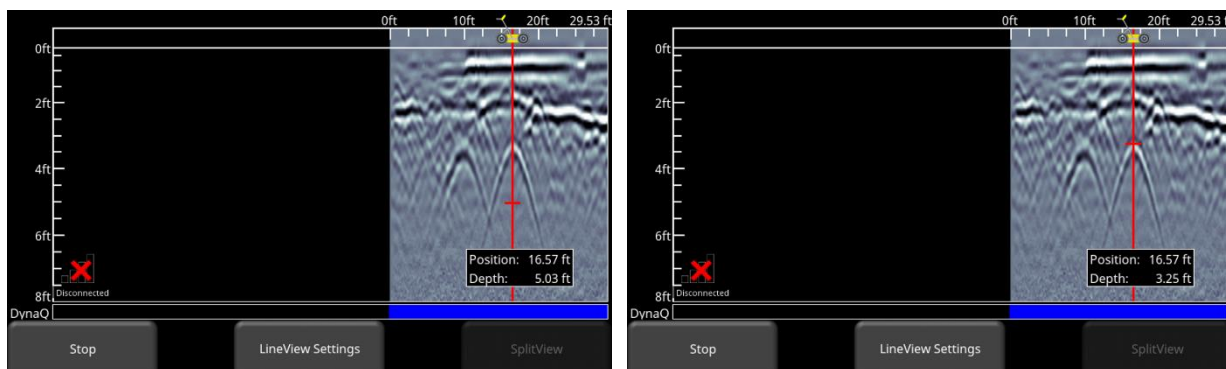 0ft 10ft 20ft 29.53 ft
0ft
2ft
4ft
6ft
8ft
Position: 16.57 ft
Depth: 5.03 ft
Disconnected
DynaQ
Stop LineView Settings SplitView
0ft 10ft 20ft 29.53
0ft
2ft
4ft
6ft
8ft
Position: 16.57 ft
Depth: 3.25 ft
Disconnected
DynaQ
Stop LineView Settings SplitView